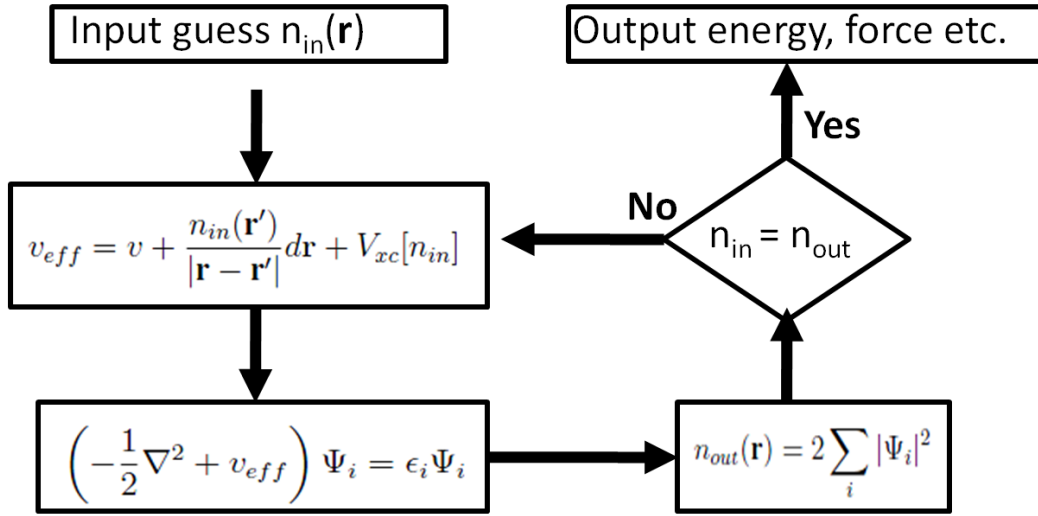 Input guess n_in(r)
Output energy, force etc.
Yes
No
v_eff = v + n_in(r′)/|r − r′| dr + V_xc[n_in]
n_in = n_out
(−1/2 ∇² + v_eff) Ψ_i = ϵ_i Ψ_i
n_out(r) = 2 ∑_i |Ψ_i|²